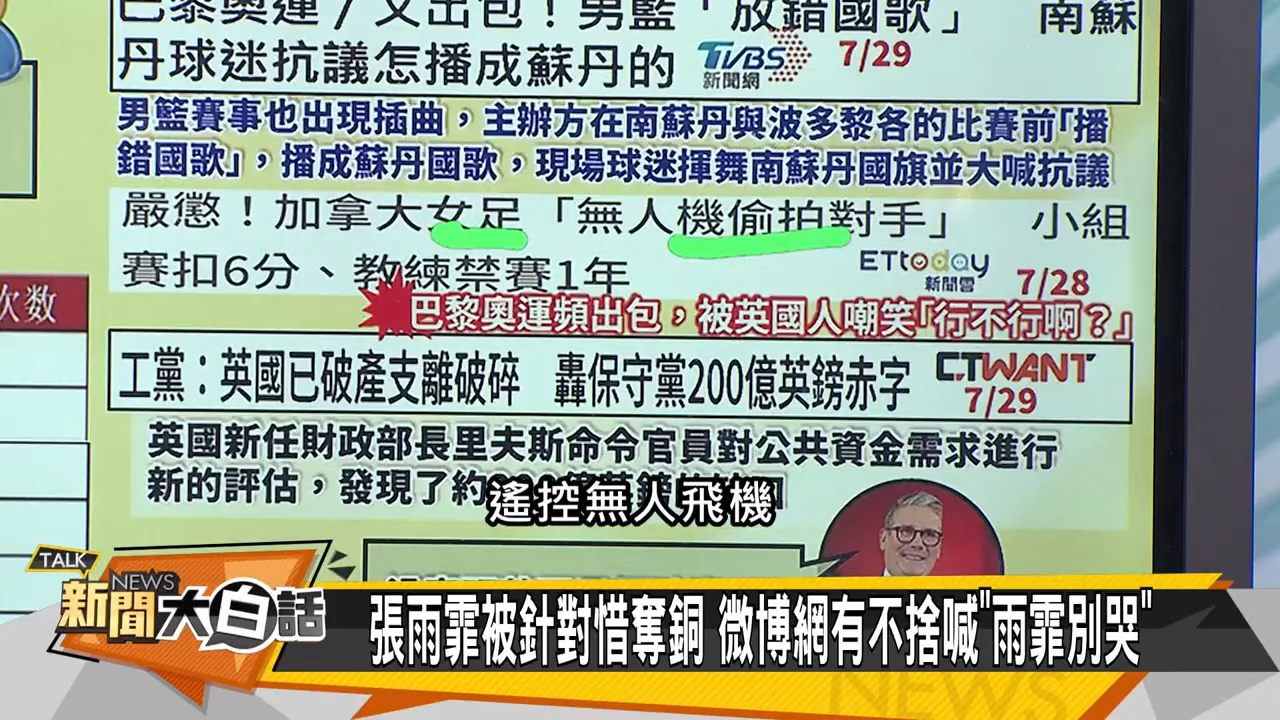 巴黎奧運／又出包！男籃「放錯國歌」 南蘇
丹球迷抗議怎播成蘇丹的 TVBS 新聞網 7/29
男籃賽事也出現插曲，主辦方在南蘇丹與波多黎各的比賽前「播
錯國歌」，播成蘇丹國歌，現場球迷揮舞南蘇丹國旗並大喊抗議
嚴懲！加拿大女足「無人機偷拍對手」 小組
賽扣6分、教練禁賽1年 ETtoday 新聞雲 7/28
巴黎奧運頻出包，被英國人嘲笑「行不行啊？」
次数
工黨：英國已破產支離破碎 轟保守黨200億英鎊赤字 CTWANT
7/29
英國新任財政部長里夫斯命令官員對公共資金需求進行
新的評估，發現了約
遙控無人飛機
TALK
NEWS
新聞大白話
張雨霏被針對惜奪銅 微博網有不捨喊"雨霏別哭"
NEWS